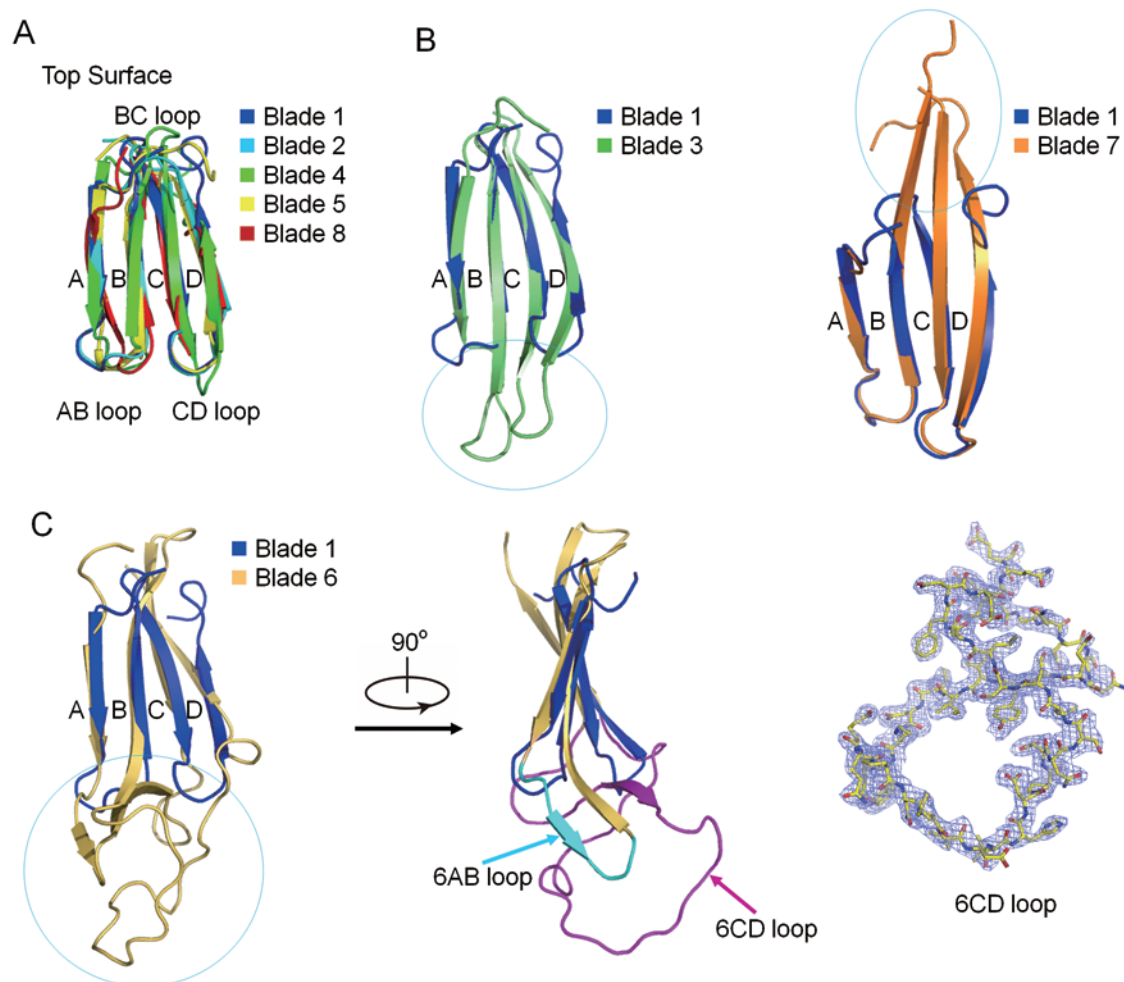 A
Top Surface
BC loop
Blade 1
Blade 2
Blade 4
Blade 5
Blade 8
A B C D
AB loop CD loop
B
Blade 1
Blade 3
A B C D
Blade 1
Blade 7
A B C D
C
Blade 1
Blade 6
A B C D
90°
6AB loop
6CD loop
6CD loop